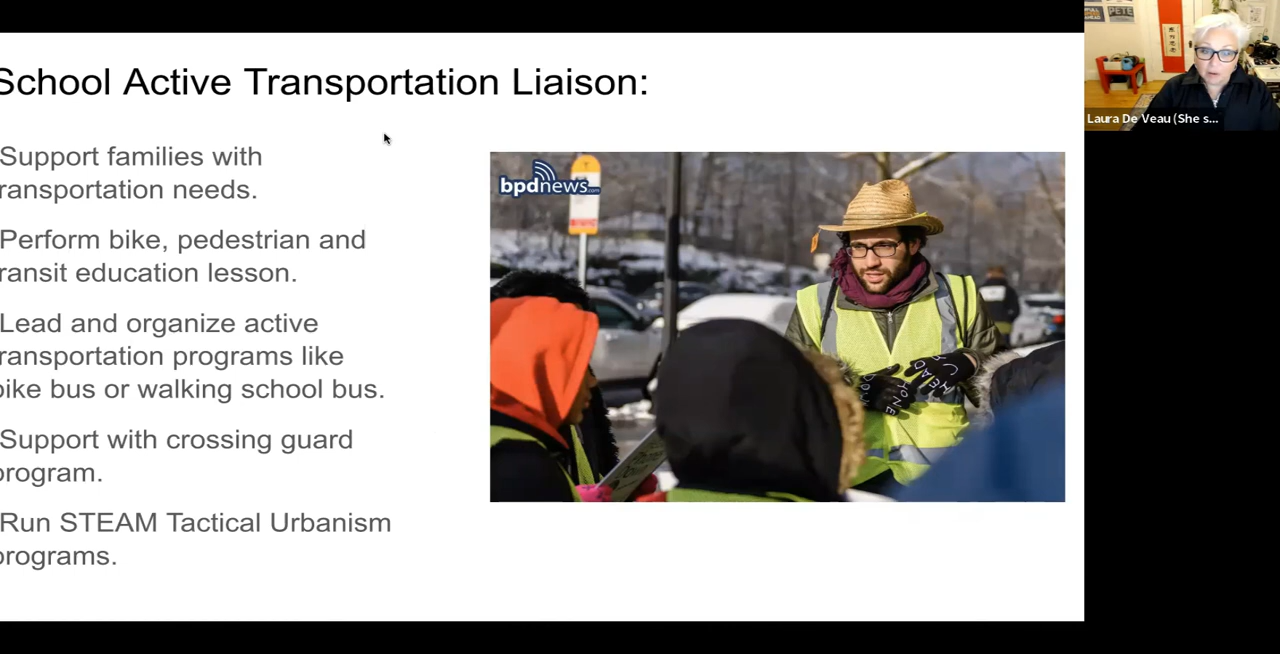 School Active Transportation Liaison:
Support families with
ransportation needs.
Perform bike, pedestrian and
ransit education lesson.
Lead and organize active
ransportation programs like
bike bus or walking school bus.
Support with crossing guard
program.
Run STEAM Tactical Urbanism
programs.
bpdnews.com
HEAD
PETE
Laura De Veau (She s...